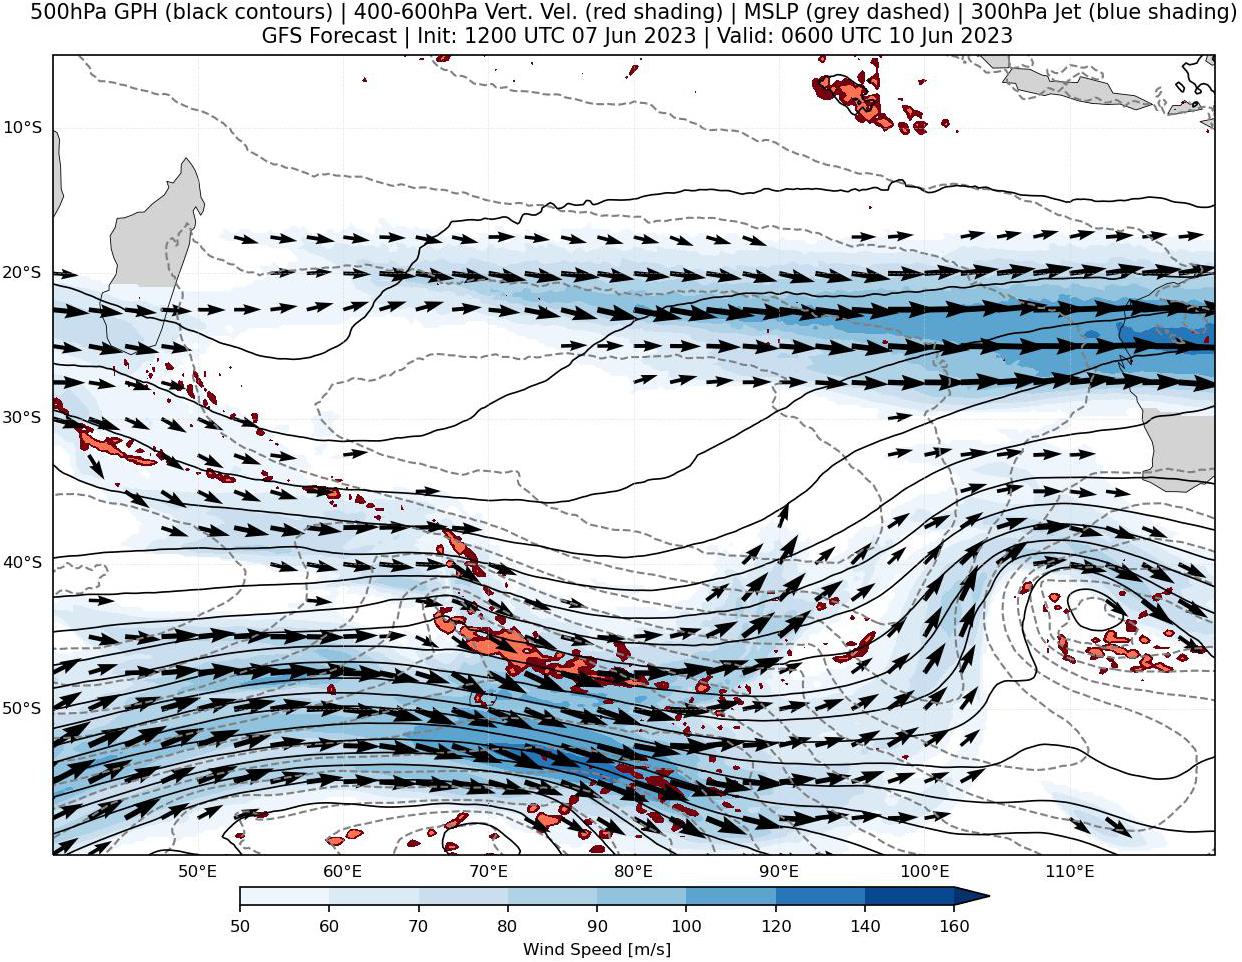 500hPa GPH (black contours) | 400-600hPa Vert. Vel. (red shading) | MSLP (grey dashed) | 300hPa Jet (blue shading)
GFS Forecast | Init: 1200 UTC 07 Jun 2023 | Valid: 0600 UTC 10 Jun 2023
10°S
20°S
30°S
40°S
50°S
50°E 60°E 70°E 80°E 90°E 100°E 110°E
50 60 70 80 90 100 120 140 160
Wind Speed [m/s]